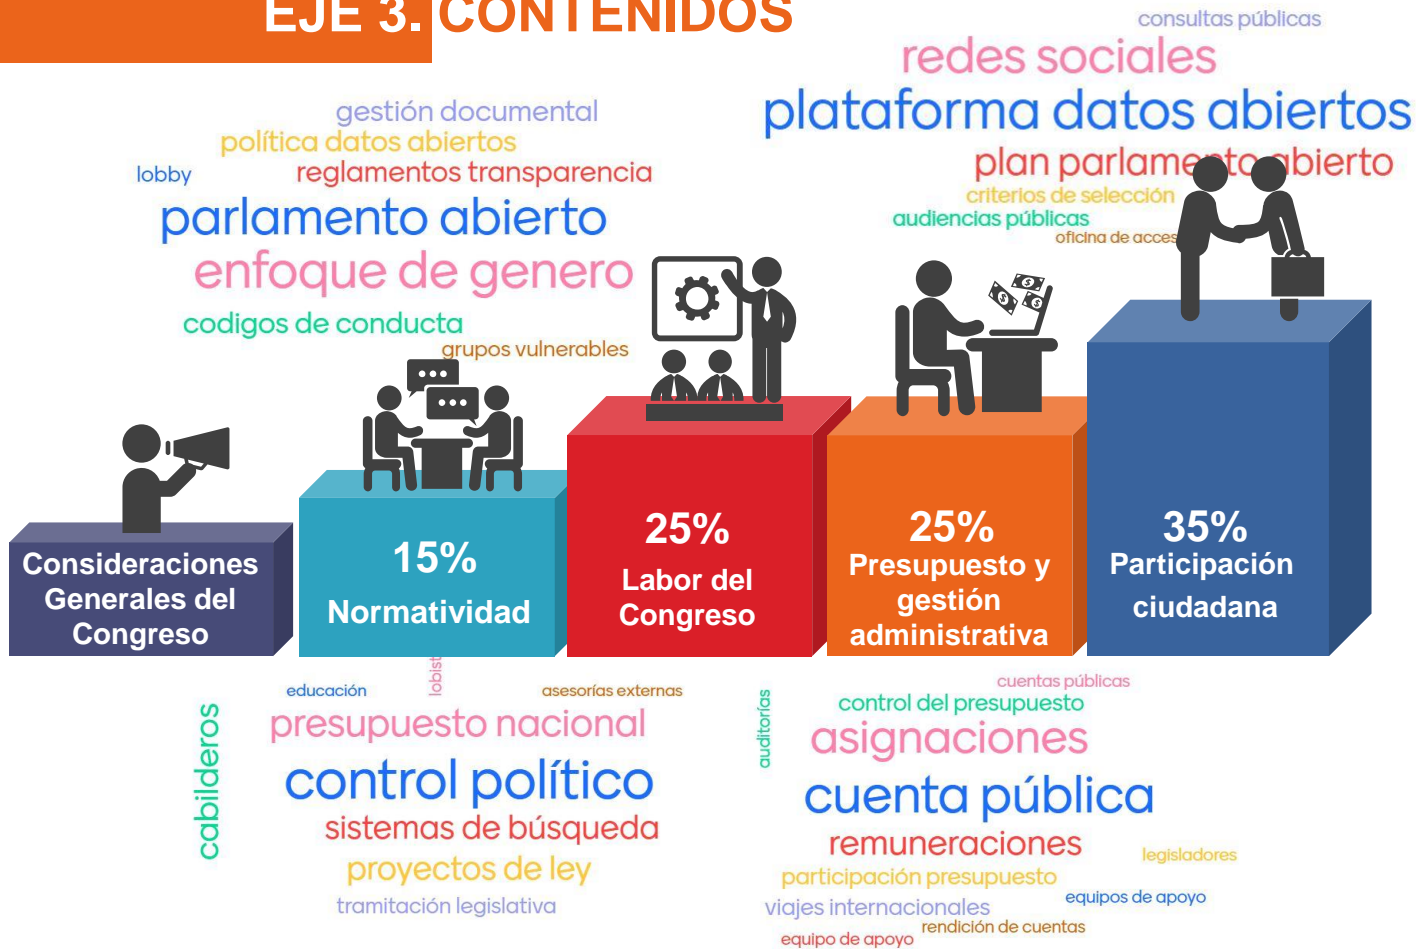 EJE 3. CONTENIDOS
consultas públicas
redes sociales
plataforma datos abiertos
plan parlamento abierto
criterios de selección
audiencias públicas
oficina de acces
gestión documental
política datos abiertos
lobby
reglamentos transparencia
parlamento abierto
enfoque de genero
codigos de conducta
grupos vulnerables
Consideraciones
Generales del
Congreso
15%
Normatividad
25%
Labor del
Congreso
25%
Presupuesto y
gestión
administrativa
35%
Participación
ciudadana
lobist
educación
asesorías externas
presupuesto nacional
cabilderos
control político
sistemas de búsqueda
proyectos de ley
tramitación legislativa
cuentas públicas
auditorías
control del presupuesto
asignaciones
cuenta pública
remuneraciones
legisladores
participación presupuesto
equipos de apoyo
viajes internacionales
rendición de cuentas
equipo de apoyo